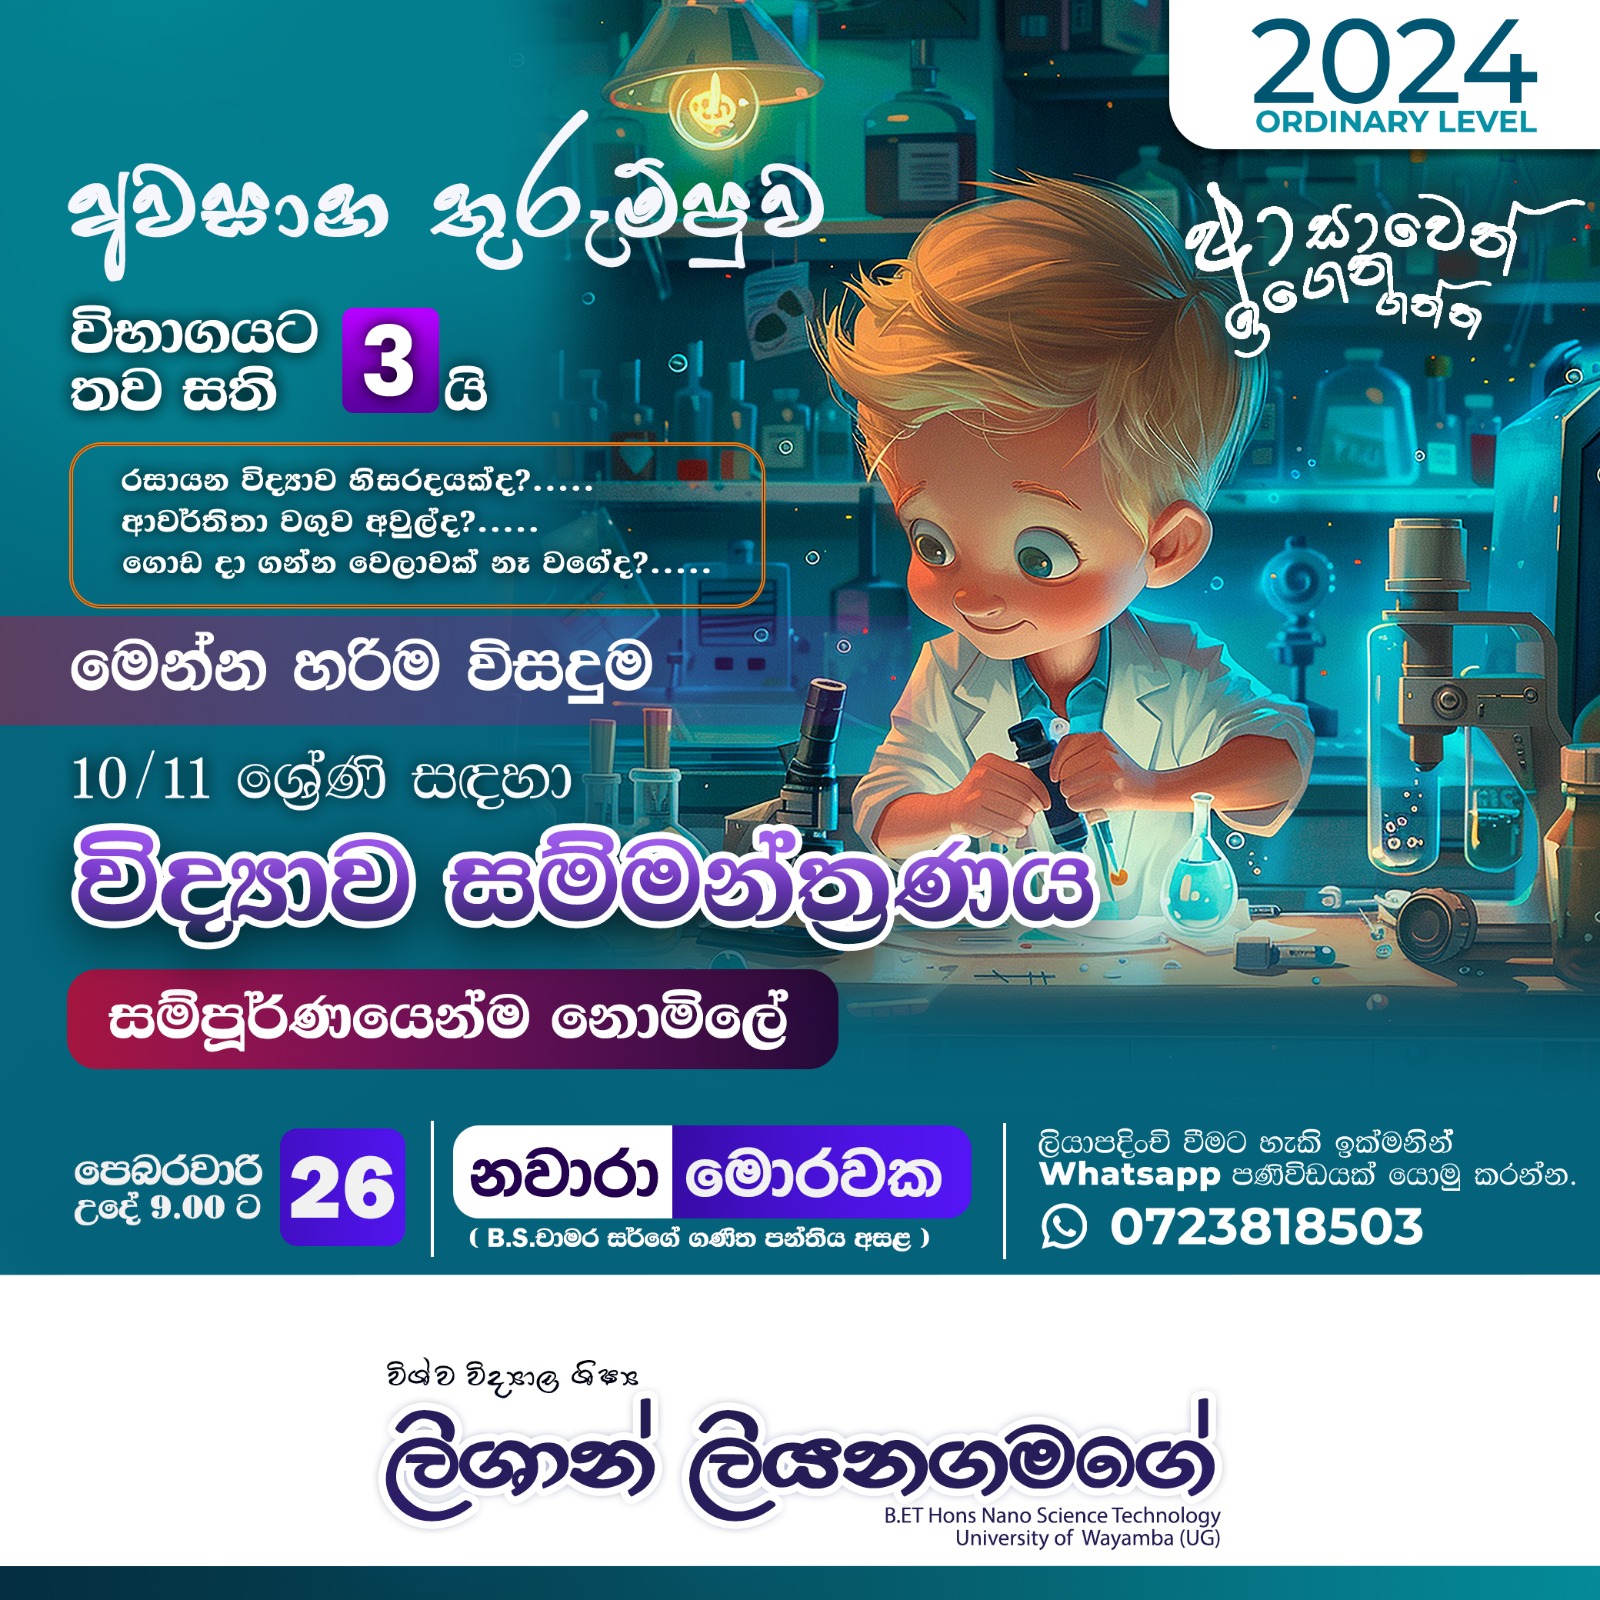 2024
ORDINARY LEVEL
අවසාන තුරුම්පුව
ආසාවෙන්
ඉගෙන
ගන්න
විභාගයට
තව සති 3 යි
රසායන විද්‍යාව හිසරදයක්ද?.....
ආවර්තිතා වගුව අවුල්ද?.....
ගොඩ දා ගන්න වෙලාවක් නෑ වගේද?.....
මෙන්න හරිම විසදුම
10/11 ශ්‍රේණි සඳහා
විද්‍යාව සම්මන්ත්‍රණය
සම්පූර්ණයෙන්ම නොමිලේ
පෙබරවාරි 26
උදේ 9.00 ට
නවාරා මොරවක
( B.S.චාමර සර්ගේ ගණිත පන්තිය අසළ )
ලියාපදිංචි වීමට හැකි ඉක්මනින්
Whatsapp පණිවිඩයක් යොමු කරන්න.
0723818503
විශ්ව විද්‍යාල ශිෂ්‍ය
ලිශාන් ලියනගමගේ
B.ET Hons Nano Science Technology
University of Wayamba (UG)